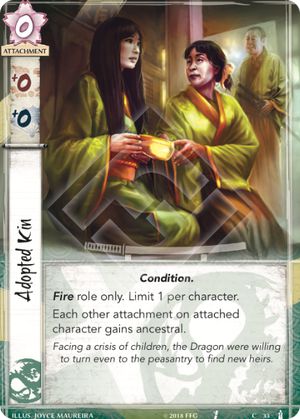 0
ATTACHMENT
+0
+0
Adopted Kin
Condition.
Fire role only. Limit 1 per character.
Each other attachment on attached
character gains ancestral.
Facing a crisis of children, the Dragon were willing
to turn even to the peasantry to find new heirs.
ILLUS. JOYCE MAUREIRA
© 2018 FFG
C 33